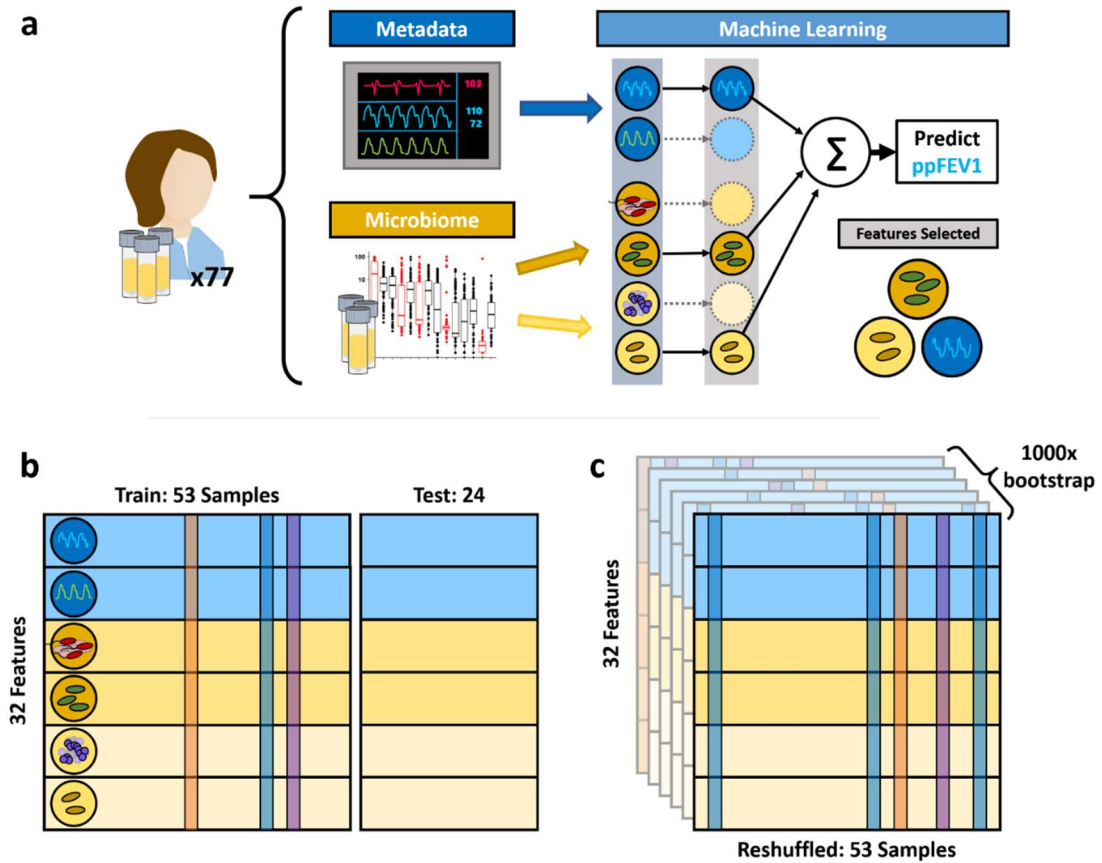 a
Metadata
Machine Learning
103
110
72
Σ
Predict
ppFEV1
x77
Microbiome
100
10
Features Selected
b
Train: 53 Samples
Test: 24
32 Features
c
1000x
bootstrap
32 Features
Reshuffled: 53 Samples